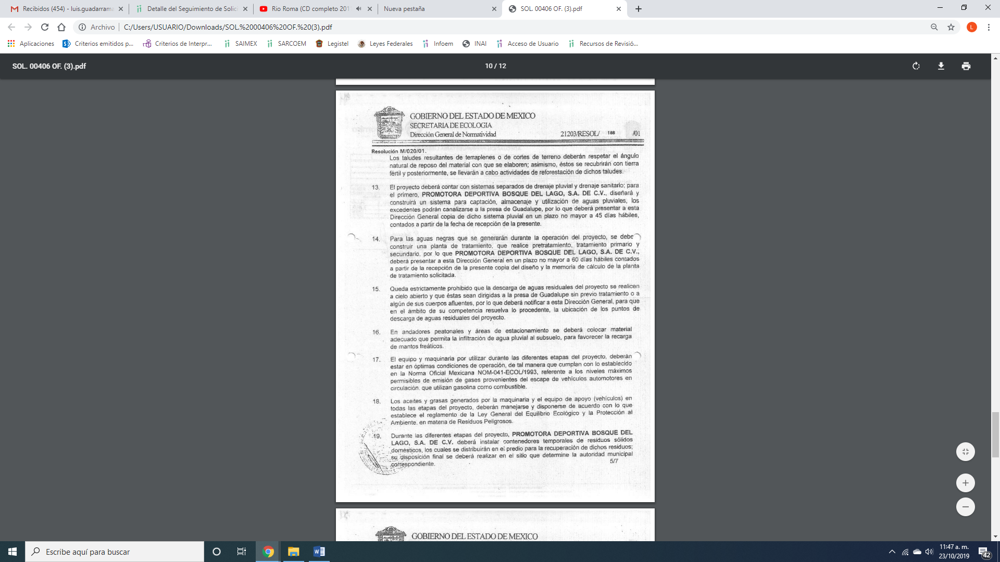 Recibidos (454) - luis.guadarrama
Detalle del Seguimiento de Solici
Rio Roma (CD completo 201
Nueva pestaña
SOL. 00406 OF. (3).pdf
Archivo
C:/Users/USUARIO/Downloads/SOL.%2000406%20OF.%20(3).pdf
L
Aplicaciones
Criterios emitidos p...
Criterios de Interpr...
SAIMEX
SARCOEM
Legistel
Leyes Federales
Infoem
INAI
Acceso de Usuario
Recursos de Revisió...
SOL. 00406 OF. (3).pdf
10 / 12
GOBIERNO DEL ESTADO DE MEXICO
SECRETARIA DE ECOLOGIA
Dirección General de Normatividad
21203/RESOL/ 188 /01
Resolución M/020/01.
Los taludes resultantes de terraplenes o de cortes de terreno deberán respetar el ángulo
natural de reposo del material con que se elaboren; asimismo, éstos se recubrirán con tierra
fértil y posteriormente, se llevarán a cabo actividades de reforestación de dichos taludes.
13. El proyecto deberá contar con sistemas separados de drenaje pluvial y drenaje sanitario; para
el primero, PROMOTORA DEPORTIVA BOSQUE DEL LAGO, S.A. DE C.V., diseñará y
construirá un sistema para captación, almacenaje y utilización de aguas pluviales, los
excedentes podrán canalizarse a la presa de Guadalupe, por lo que deberá presentar a esta
Dirección General copia de dicho sistema pluvial en un plazo no mayor a 45 días hábiles,
contados a partir de la fecha de recepción de la presente.
14. Para las aguas negras que se generarán durante la operación del proyecto, se debe
construir una planta de tratamiento, que realice pretratamiento, tratamiento primario y
secundario, por lo que PROMOTORA DEPORTIVA BOSQUE DEL LAGO, S.A. DE C.V.,
deberá presentar a esta Dirección General en un plazo no mayor a 60 días hábiles contados
a partir de la recepción de la presente copia del diseño y la memoria de cálculo de la planta
de tratamiento solicitada.
15. Queda estrictamente prohibido que la descarga de aguas residuales del proyecto se realicen
a cielo abierto y que éstas sean dirigidas a la presa de Guadalupe sin previo tratamiento o a
algún de sus cuerpos afluentes, por lo que deberá notificar a esta Dirección General, para que
en el ámbito de su competencia resuelva lo procedente, la ubicación de los puntos de
descarga de aguas residuales del proyecto.
16. En andadores peatonales y áreas de estacionamiento se deberá colocar material
adecuado que permita la infiltración de agua pluvial al subsuelo, para favorecer la recarga
de mantos freáticos.
17. El equipo y maquinaria por utilizar durante las diferentes etapas del proyecto, deberán
estar en óptimas condiciones de operación, de tal manera que cumplan con lo establecido
en la Norma Oficial Mexicana NOM-041-ECOL/1993, referente a los niveles máximos
permisibles de emisión de gases provenientes del escape de vehículos automotores en
circulación, que utilizan gasolina como combustible.
18. Los aceites y grasas generados por la maquinaria y el equipo de apoyo (vehículos) en
todas las etapas del proyecto, deberán manejarse y disponerse de acuerdo con lo que
establece el reglamento de la Ley General del Equilibrio Ecológico y la Protección al
Ambiente, en materia de Residuos Peligrosos.
19. Durante las diferentes etapas del proyecto, PROMOTORA DEPORTIVA BOSQUE DEL
LAGO, S.A. DE C.V. deberá instalar contenedores temporales de residuos sólidos
domésticos, los cuales se distribuirán en el predio para la recuperación de dichos residuos;
su disposición final se deberá realizar en el sitio que determine la autoridad municipal
correspondiente.
5/7
GOBIERNO DEL ESTADO DE MEXICO
Escribe aquí para buscar
11:47 a. m.
23/10/2019
42